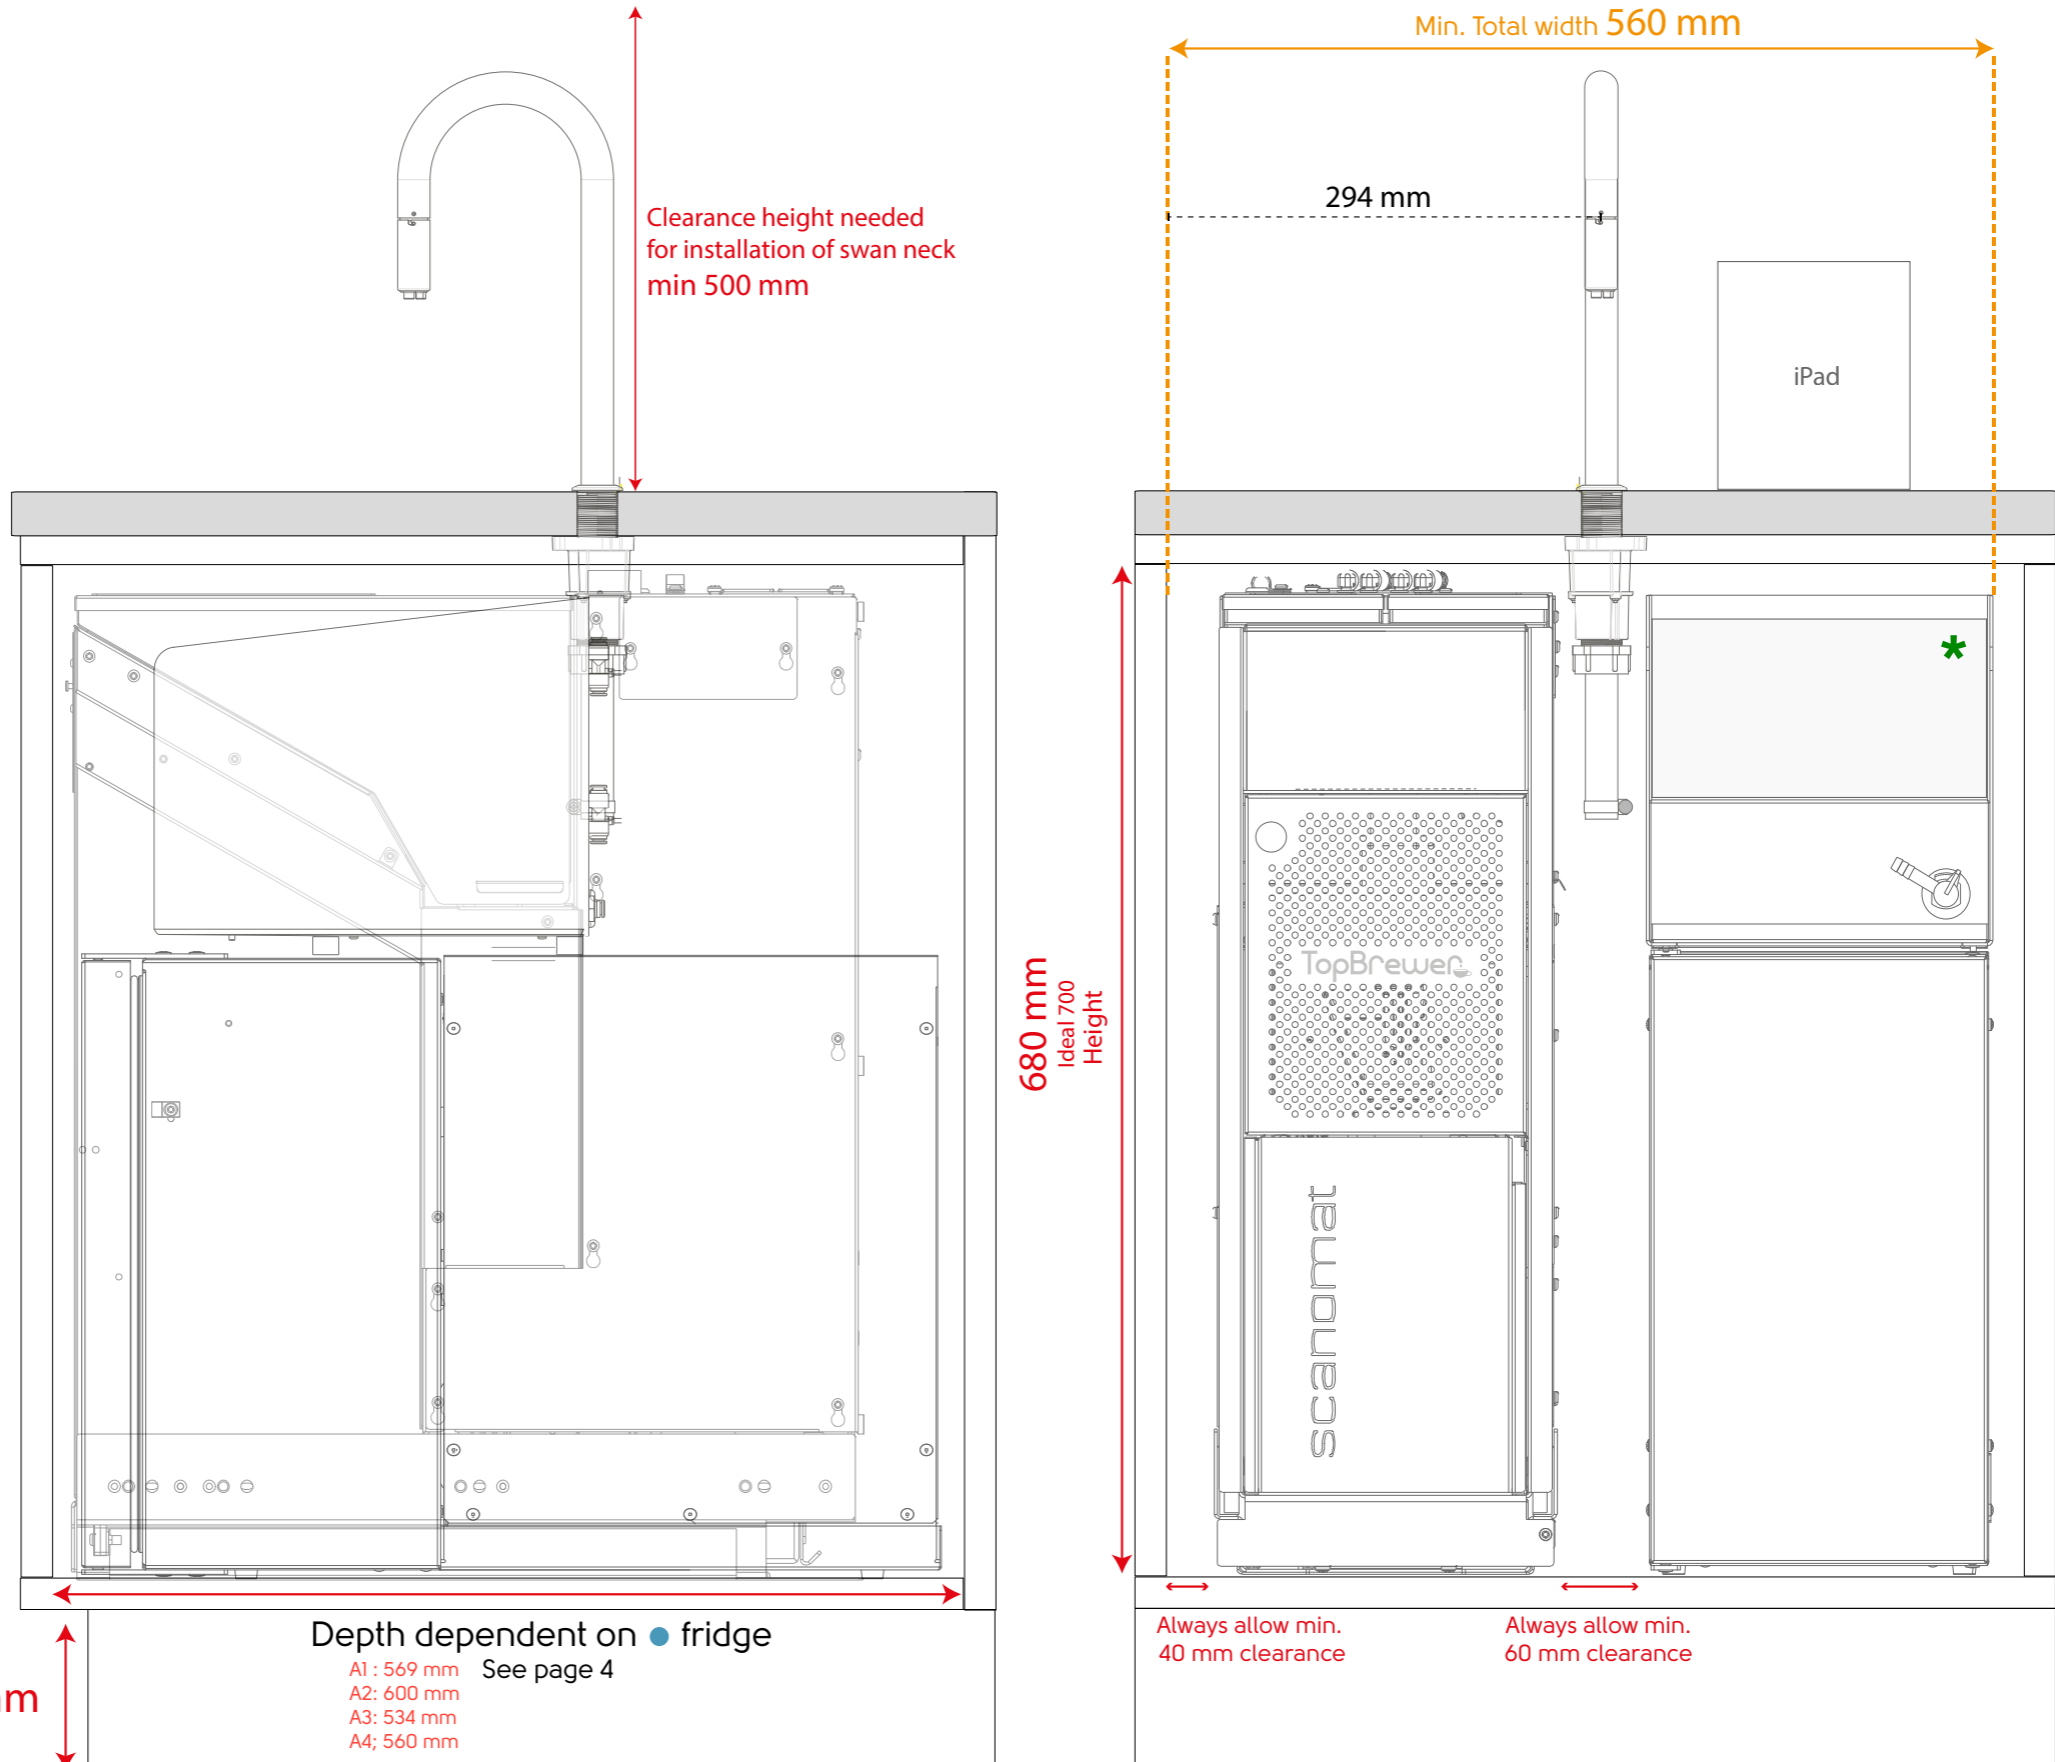 Min. Total width 560 mm
294 mm
Clearance height needed
for installation of swan neck
min 500 mm
iPad
*
680 mm
Ideal 700
Height
TopBrewer
scanomat
Depth dependent on ● fridge
See page 4
A1 : 569 mm
A2: 600 mm
A3: 534 mm
A4; 560 mm
Always allow min.
40 mm clearance
Always allow min.
60 mm clearance